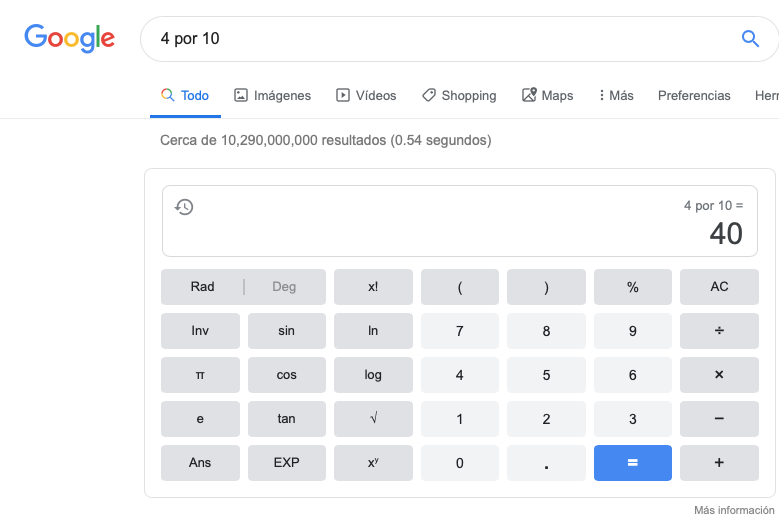 Google
4 por 10
Todo Imágenes Vídeos Shopping Maps Más Preferencias
Cerca de 10,290,000,000 resultados (0.54 segundos)
4 por 10 =
40
Rad Deg x! ( ) % AC
Inv sin ln 7 8 9 ÷
π cos log 4 5 6 ×
e tan √ 1 2 3 −
Ans EXP xʸ 0 . = +
Más información